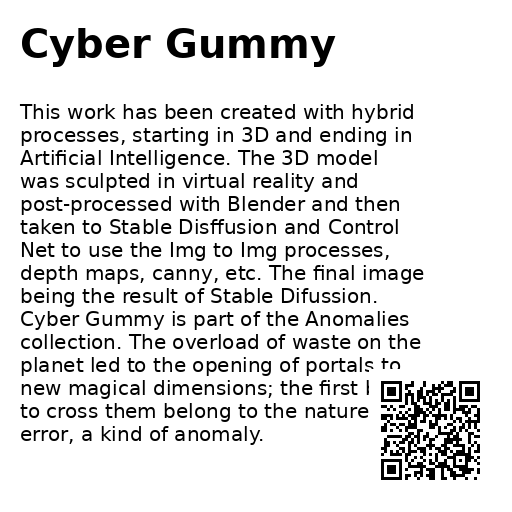 Cyber Gummy
This work has been created with hybrid
processes, starting in 3D and ending in
Artificial Intelligence. The 3D model
was sculpted in virtual reality and
post-processed with Blender and then
taken to Stable Disffusion and Control
Net to use the Img to Img processes,
depth maps, canny, etc. The final image
being the result of Stable Difussion.
Cyber Gummy is part of the Anomalies
collection. The overload of waste on the
planet led to the opening of portals to
new magical dimensions; the first
to cross them belong to the nature
error, a kind of anomaly.